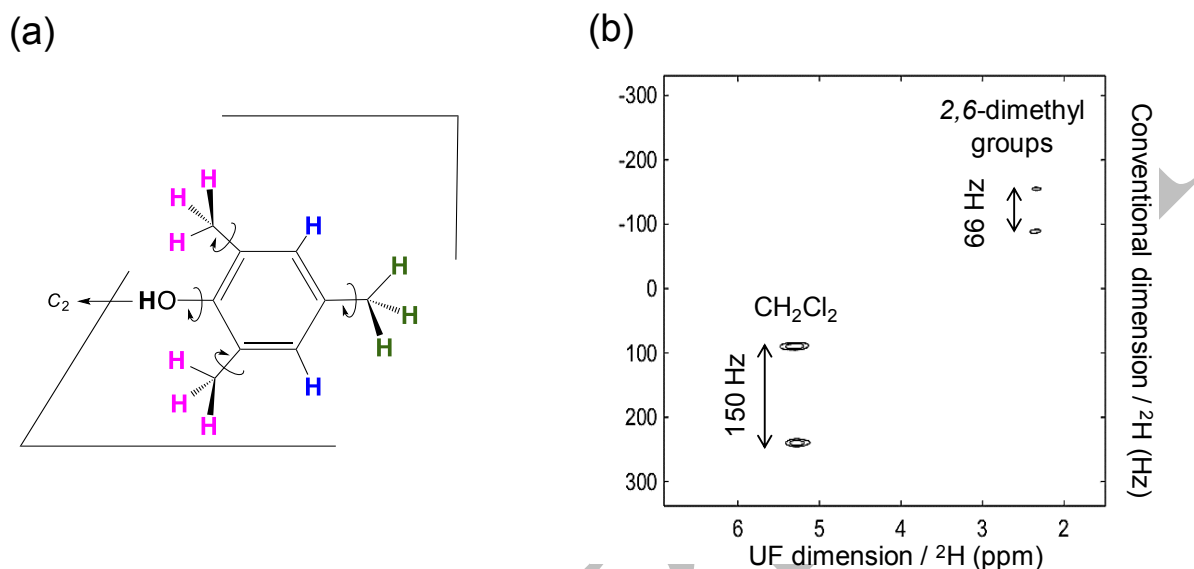 (a)
H
H
H
H
H
H
H
C₂
HO
H
H
H
H
(b)
-300
-200
-100
0
100
200
300
2,6-dimethyl
groups
66 Hz
CH₂Cl₂
150 Hz
6
5
4
3
2
UF dimension / ²H (ppm)
Conventional dimension / ²H (Hz)